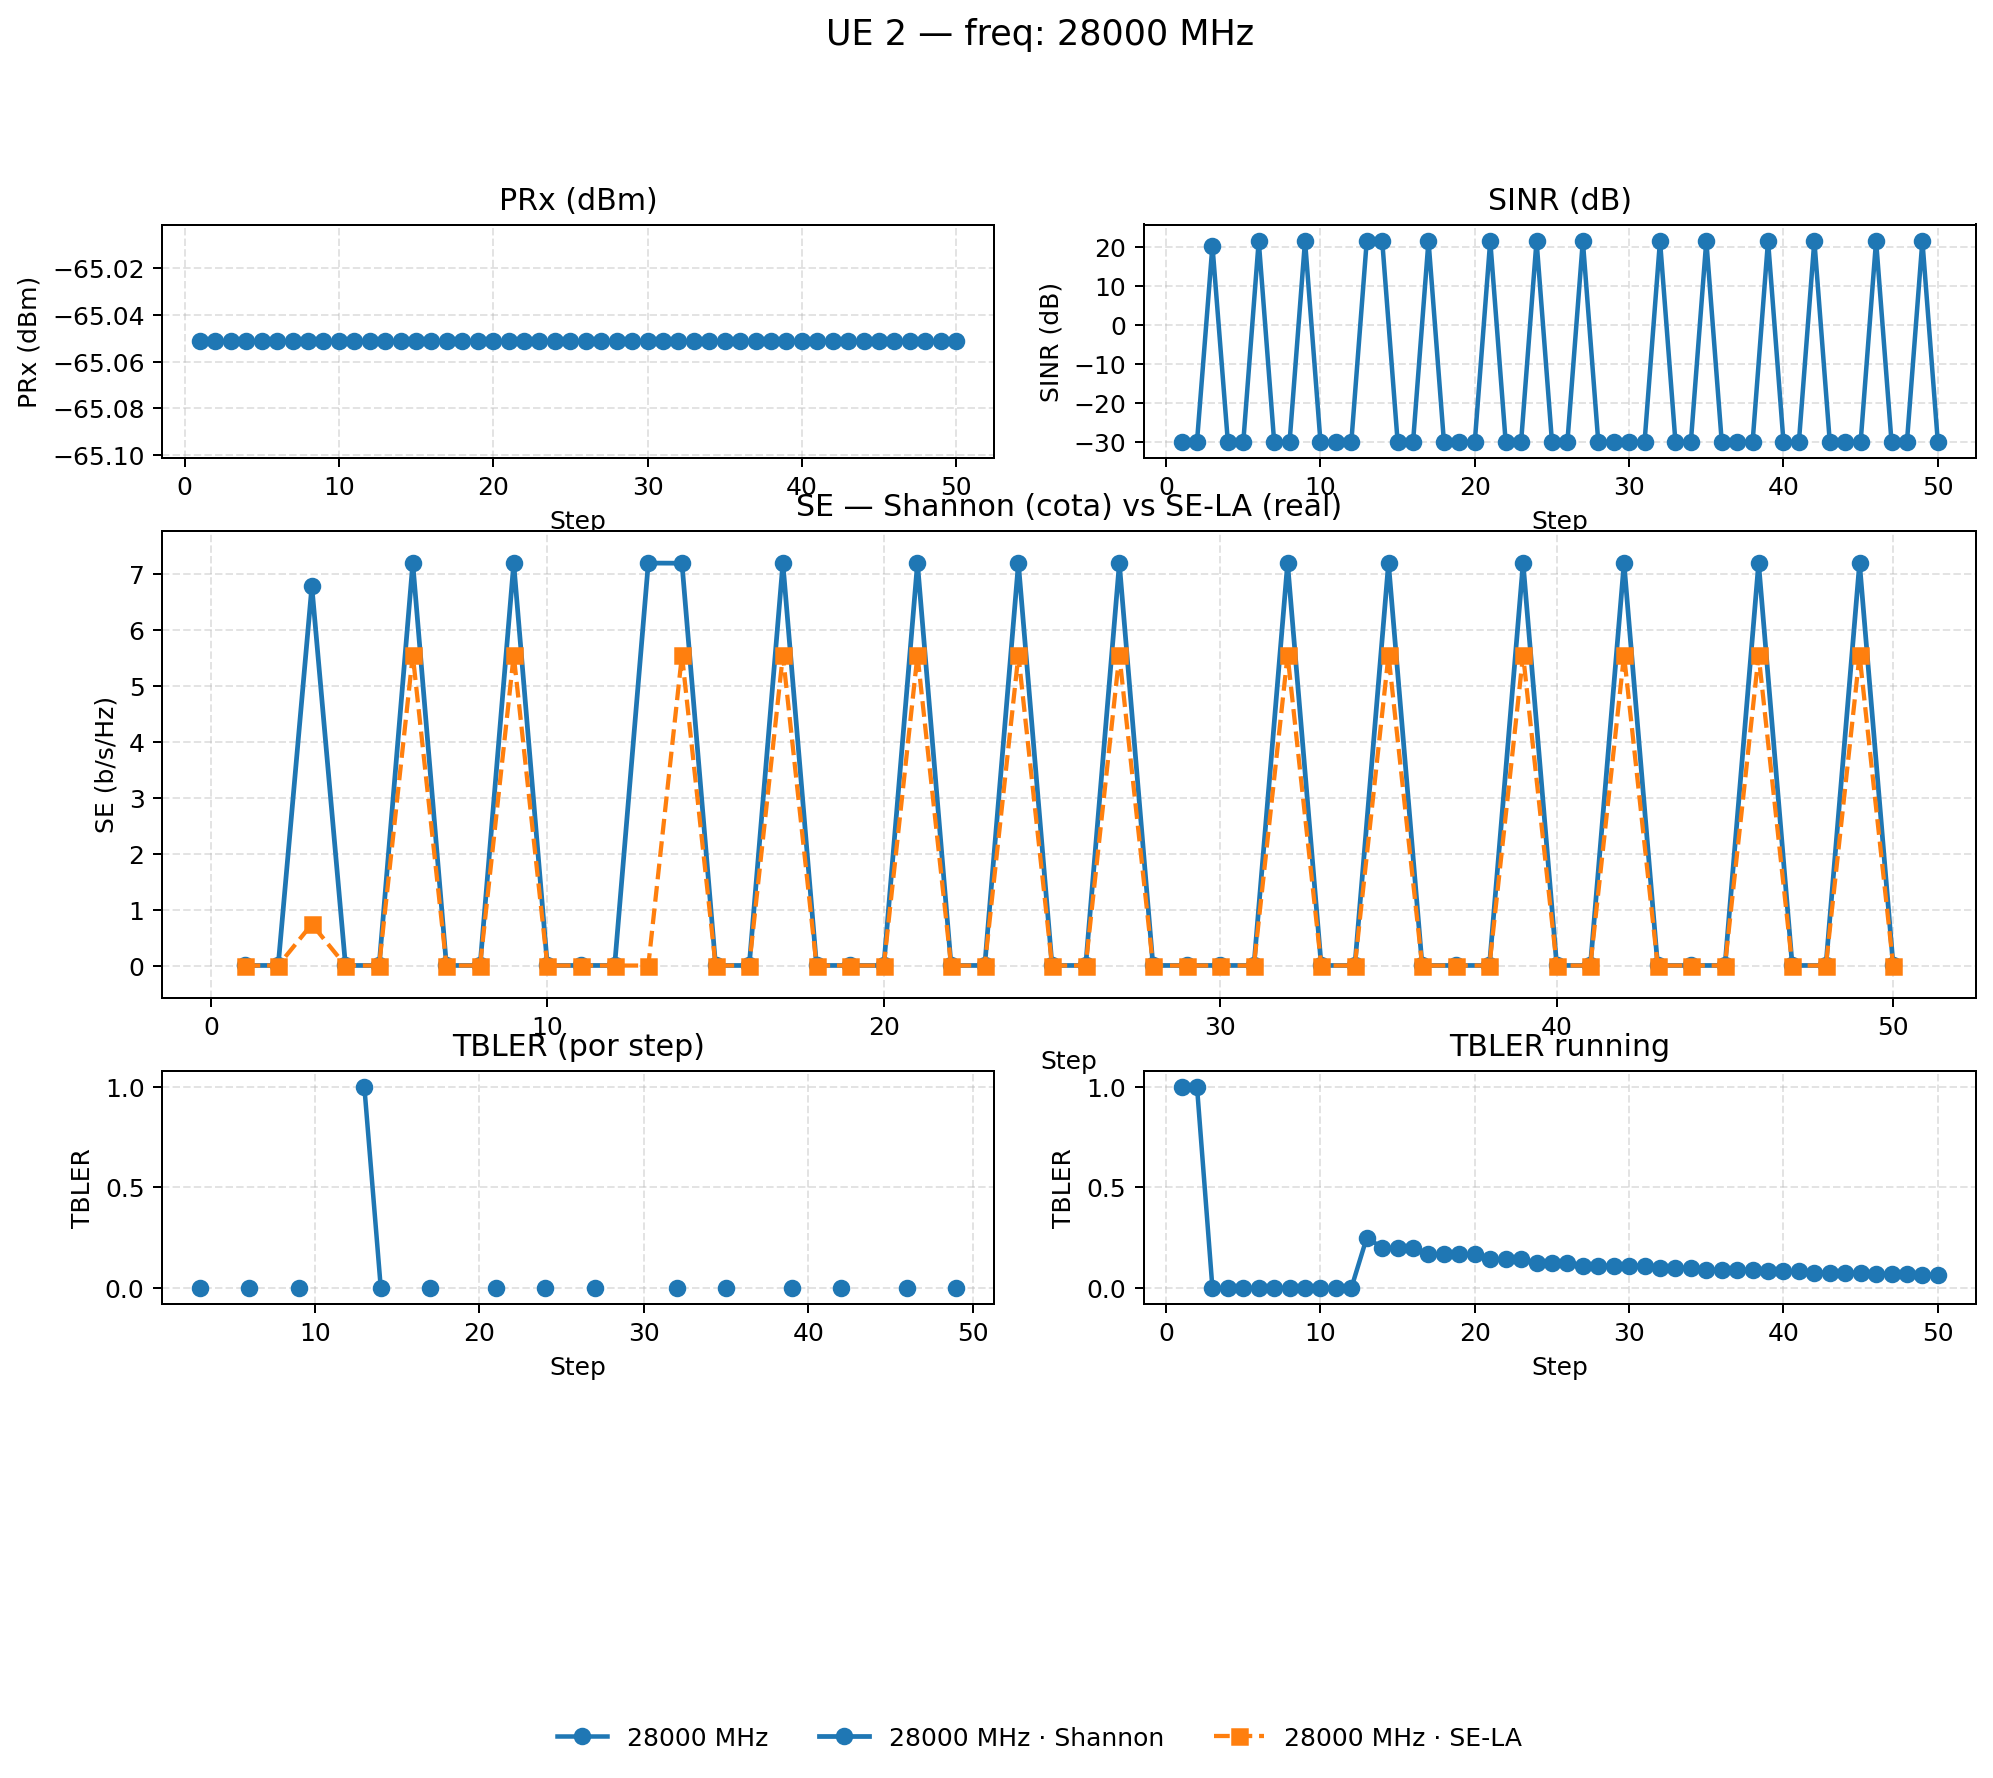 UE 2 — freq: 28000 MHz
PRx (dBm)
PRx (dBm)
−65.02
−65.04
−65.06
−65.08
−65.10
0 10 20 30 40 50
Step
SINR (dB)
SINR (dB)
20
10
0
−10
−20
−30
0 10 20 30 40 50
Step
SE — Shannon (cota) vs SE-LA (real)
SE (b/s/Hz)
7
6
5
4
3
2
1
0
0 10 20 30 40 50
Step
TBLER (por step)
TBLER
1.0
0.5
0.0
10 20 30 40 50
Step
TBLER running
TBLER
1.0
0.5
0.0
0 10 20 30 40 50
Step
28000 MHz
28000 MHz · Shannon
28000 MHz · SE-LA